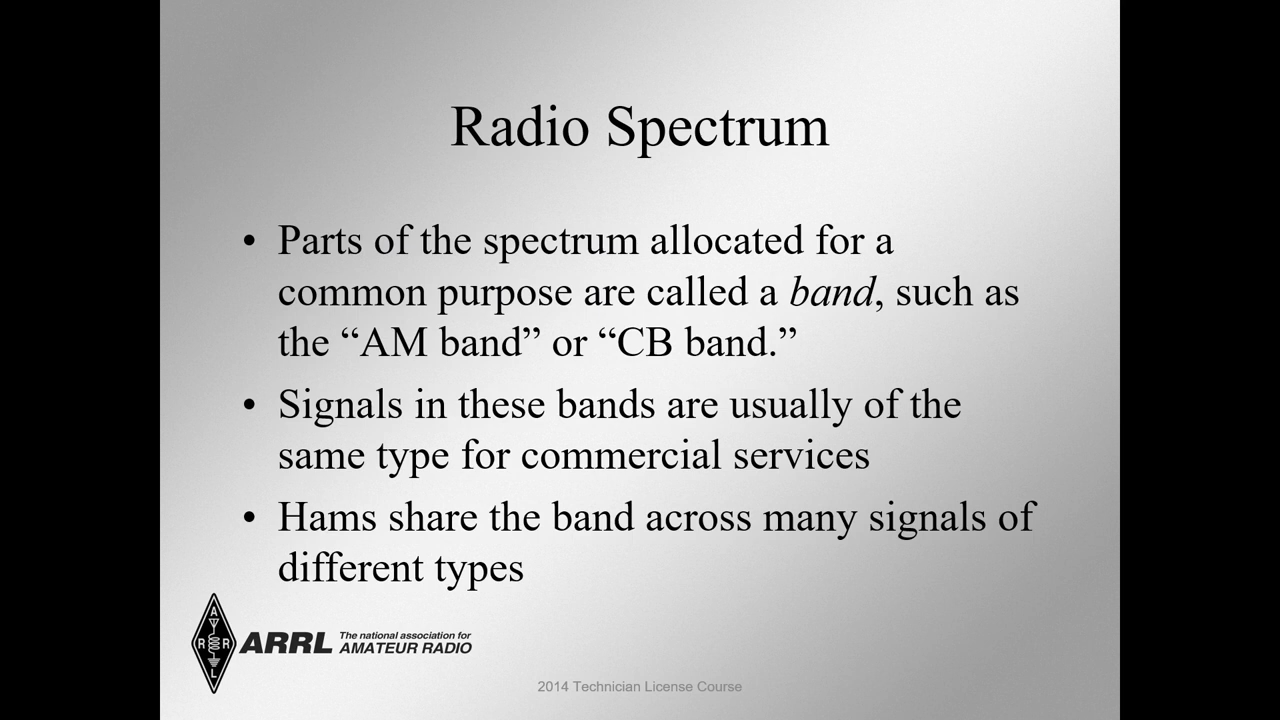 Radio Spectrum
• Parts of the spectrum allocated for a
common purpose are called a band, such as
the “AM band” or “CB band.”
• Signals in these bands are usually of the
same type for commercial services
• Hams share the band across many signals of
different types
A
R R
L
ARRL The national association for
AMATEUR RADIO
2014 Technician License Course